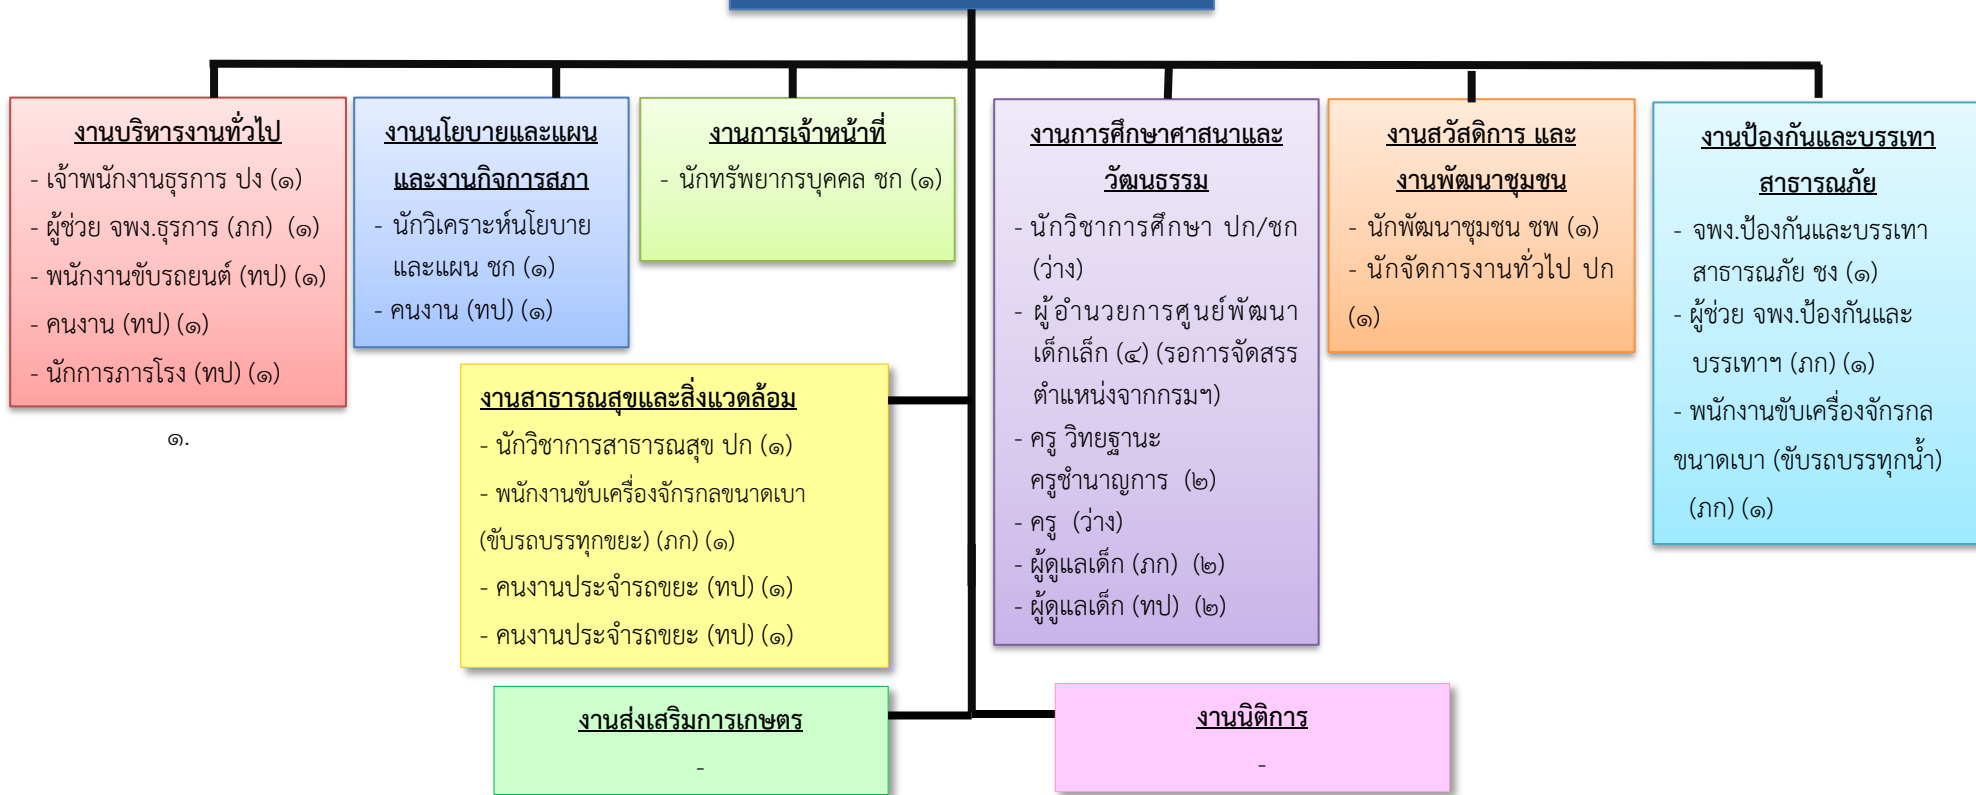 งานบริหารงานทั่วไป
- เจ้าพนักงานธุรการ ปง (๑)
- ผู้ช่วย จพง.ธุรการ (ภก) (๑)
- พนักงานขับรถยนต์ (ทป) (๑)
- คนงาน (ทป) (๑)
- นักการภารโรง (ทป) (๑)
๑.
งานนโยบายและแผน
และงานกิจการสภา
- นักวิเคราะห์นโยบาย
และแผน ชก (๑)
- คนงาน (ทป) (๑)
งานการเจ้าหน้าที่
- นักทรัพยากรบุคคล ชก (๑)
งานการศึกษาศาสนาและ
วัฒนธรรม
- นักวิชาการศึกษา ปก/ชก
(ว่าง)
- ผู้อำนวยการศูนย์พัฒนา
เด็กเล็ก (๔) (รอการจัดสรร
ตำแหน่งจากกรมฯ)
- ครู วิทยฐานะ
ครูชำนาญการ (๒)
- ครู (ว่าง)
- ผู้ดูแลเด็ก (ภก) (๒)
- ผู้ดูแลเด็ก (ทป) (๒)
งานสวัสดิการ และ
งานพัฒนาชุมชน
- นักพัฒนาชุมชน ชพ (๑)
- นักจัดการงานทั่วไป ปก
(๑)
งานป้องกันและบรรเทา
สาธารณภัย
- จพง.ป้องกันและบรรเทา
สาธารณภัย ชง (๑)
- ผู้ช่วย จพง.ป้องกันและ
บรรเทาฯ (ภก) (๑)
- พนักงานขับเครื่องจักรกล
ขนาดเบา (ขับรถบรรทุกน้ำ)
(ภก) (๑)
งานสาธารณสุขและสิ่งแวดล้อม
- นักวิชาการสาธารณสุข ปก (๑)
- พนักงานขับเครื่องจักรกลขนาดเบา
(ขับรถบรรทุกขยะ) (ภก) (๑)
- คนงานประจำรถขยะ (ทป) (๑)
- คนงานประจำรถขยะ (ทป) (๑)
งานส่งเสริมการเกษตร
-
งานนิติการ
-